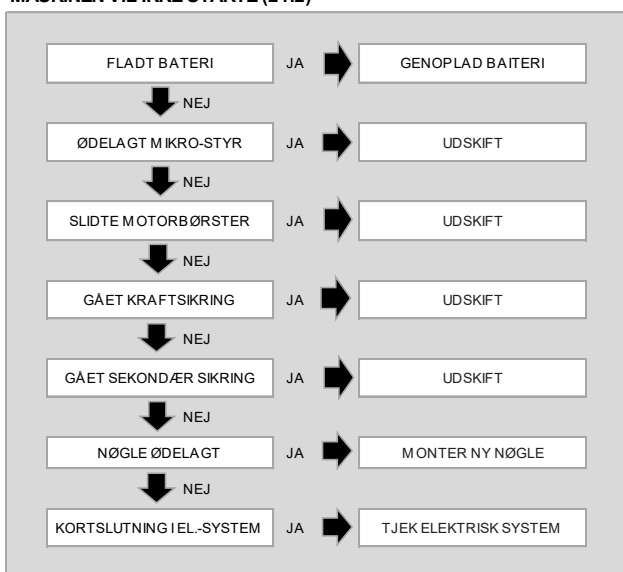 FLADT BATERI JA GENOPLAD BAITERI
NEJ
ØDELAGT MIKRO-STYR JA UDSKIFT
NEJ
SLIDTE MOTORBØRSTER JA UDSKIFT
NEJ
GÅET KRAFTSIKRING JA UDSKIFT
NEJ
GÅET SEKONDÆR SIKRING JA UDSKIFT
NEJ
NØGLE ØDELAGT JA MONTER NY NØGLE
NEJ
KORTSLUTNING I EL.-SYSTEM JA TJEK ELEKTRISK SYSTEM